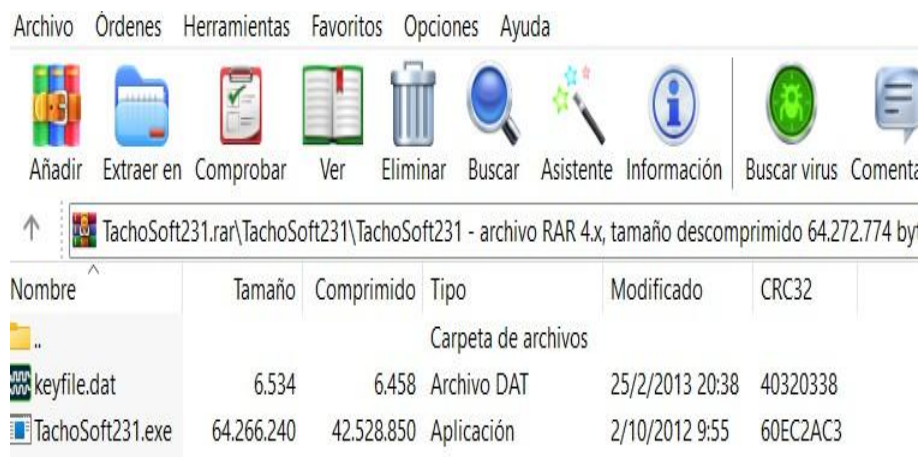 Archivo Órdenes Herramientas Favoritos Opciones Ayuda
Añadir Extraer en Comprobar Ver Eliminar Buscar Asistente Información Buscar virus
TachoSoft231.rar\TachoSoft231\TachoSoft231 - archivo RAR 4.x, tamaño descomprimido 64.272.774
Nombre Tamaño Comprimido Tipo Modificado CRC32
.. Carpeta de archivos
keyfile.dat 6.534 6.458 Archivo DAT 25/2/2013 20:38 40320338
TachoSoft231.exe 64.266.240 42.528.850 Aplicación 2/10/2012 9:55 60EC2AC3